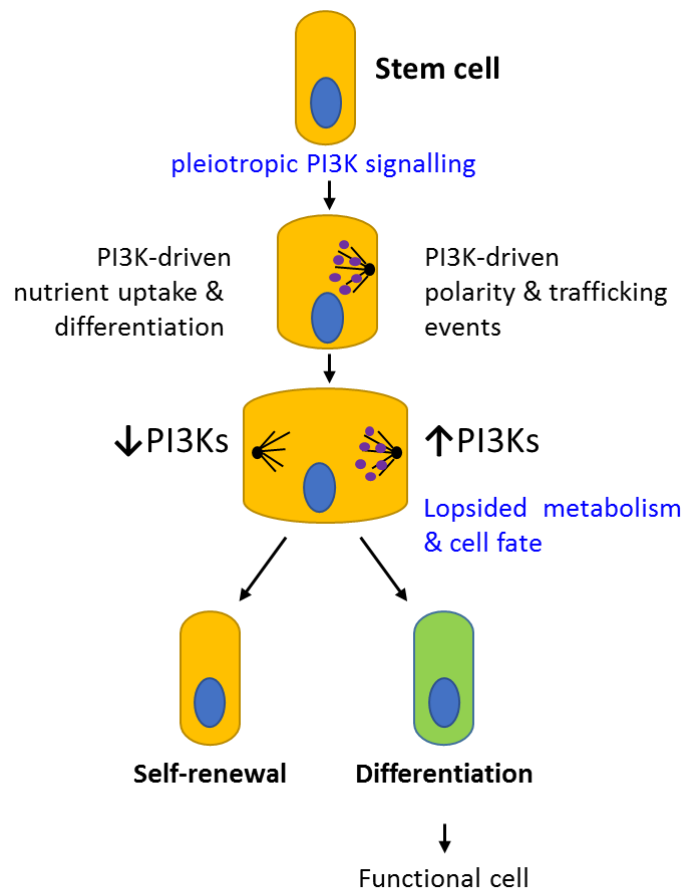 Stem cell
pleiotropic PI3K signalling
PI3K-driven
nutrient uptake &
differentiation
PI3K-driven
polarity & trafficking
events
↓PI3Ks
↑PI3Ks
Lopsided metabolism
& cell fate
Self-renewal
Differentiation
Functional cell